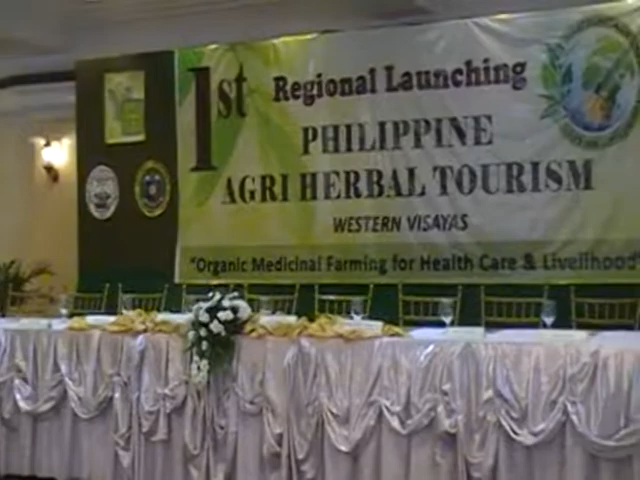 1st Regional Launching
PHILIPPINE
AGRI HERBAL TOURISM
WESTERN VISAYAS
"Organic Medicinal Farming for Health Care & Livelihood"